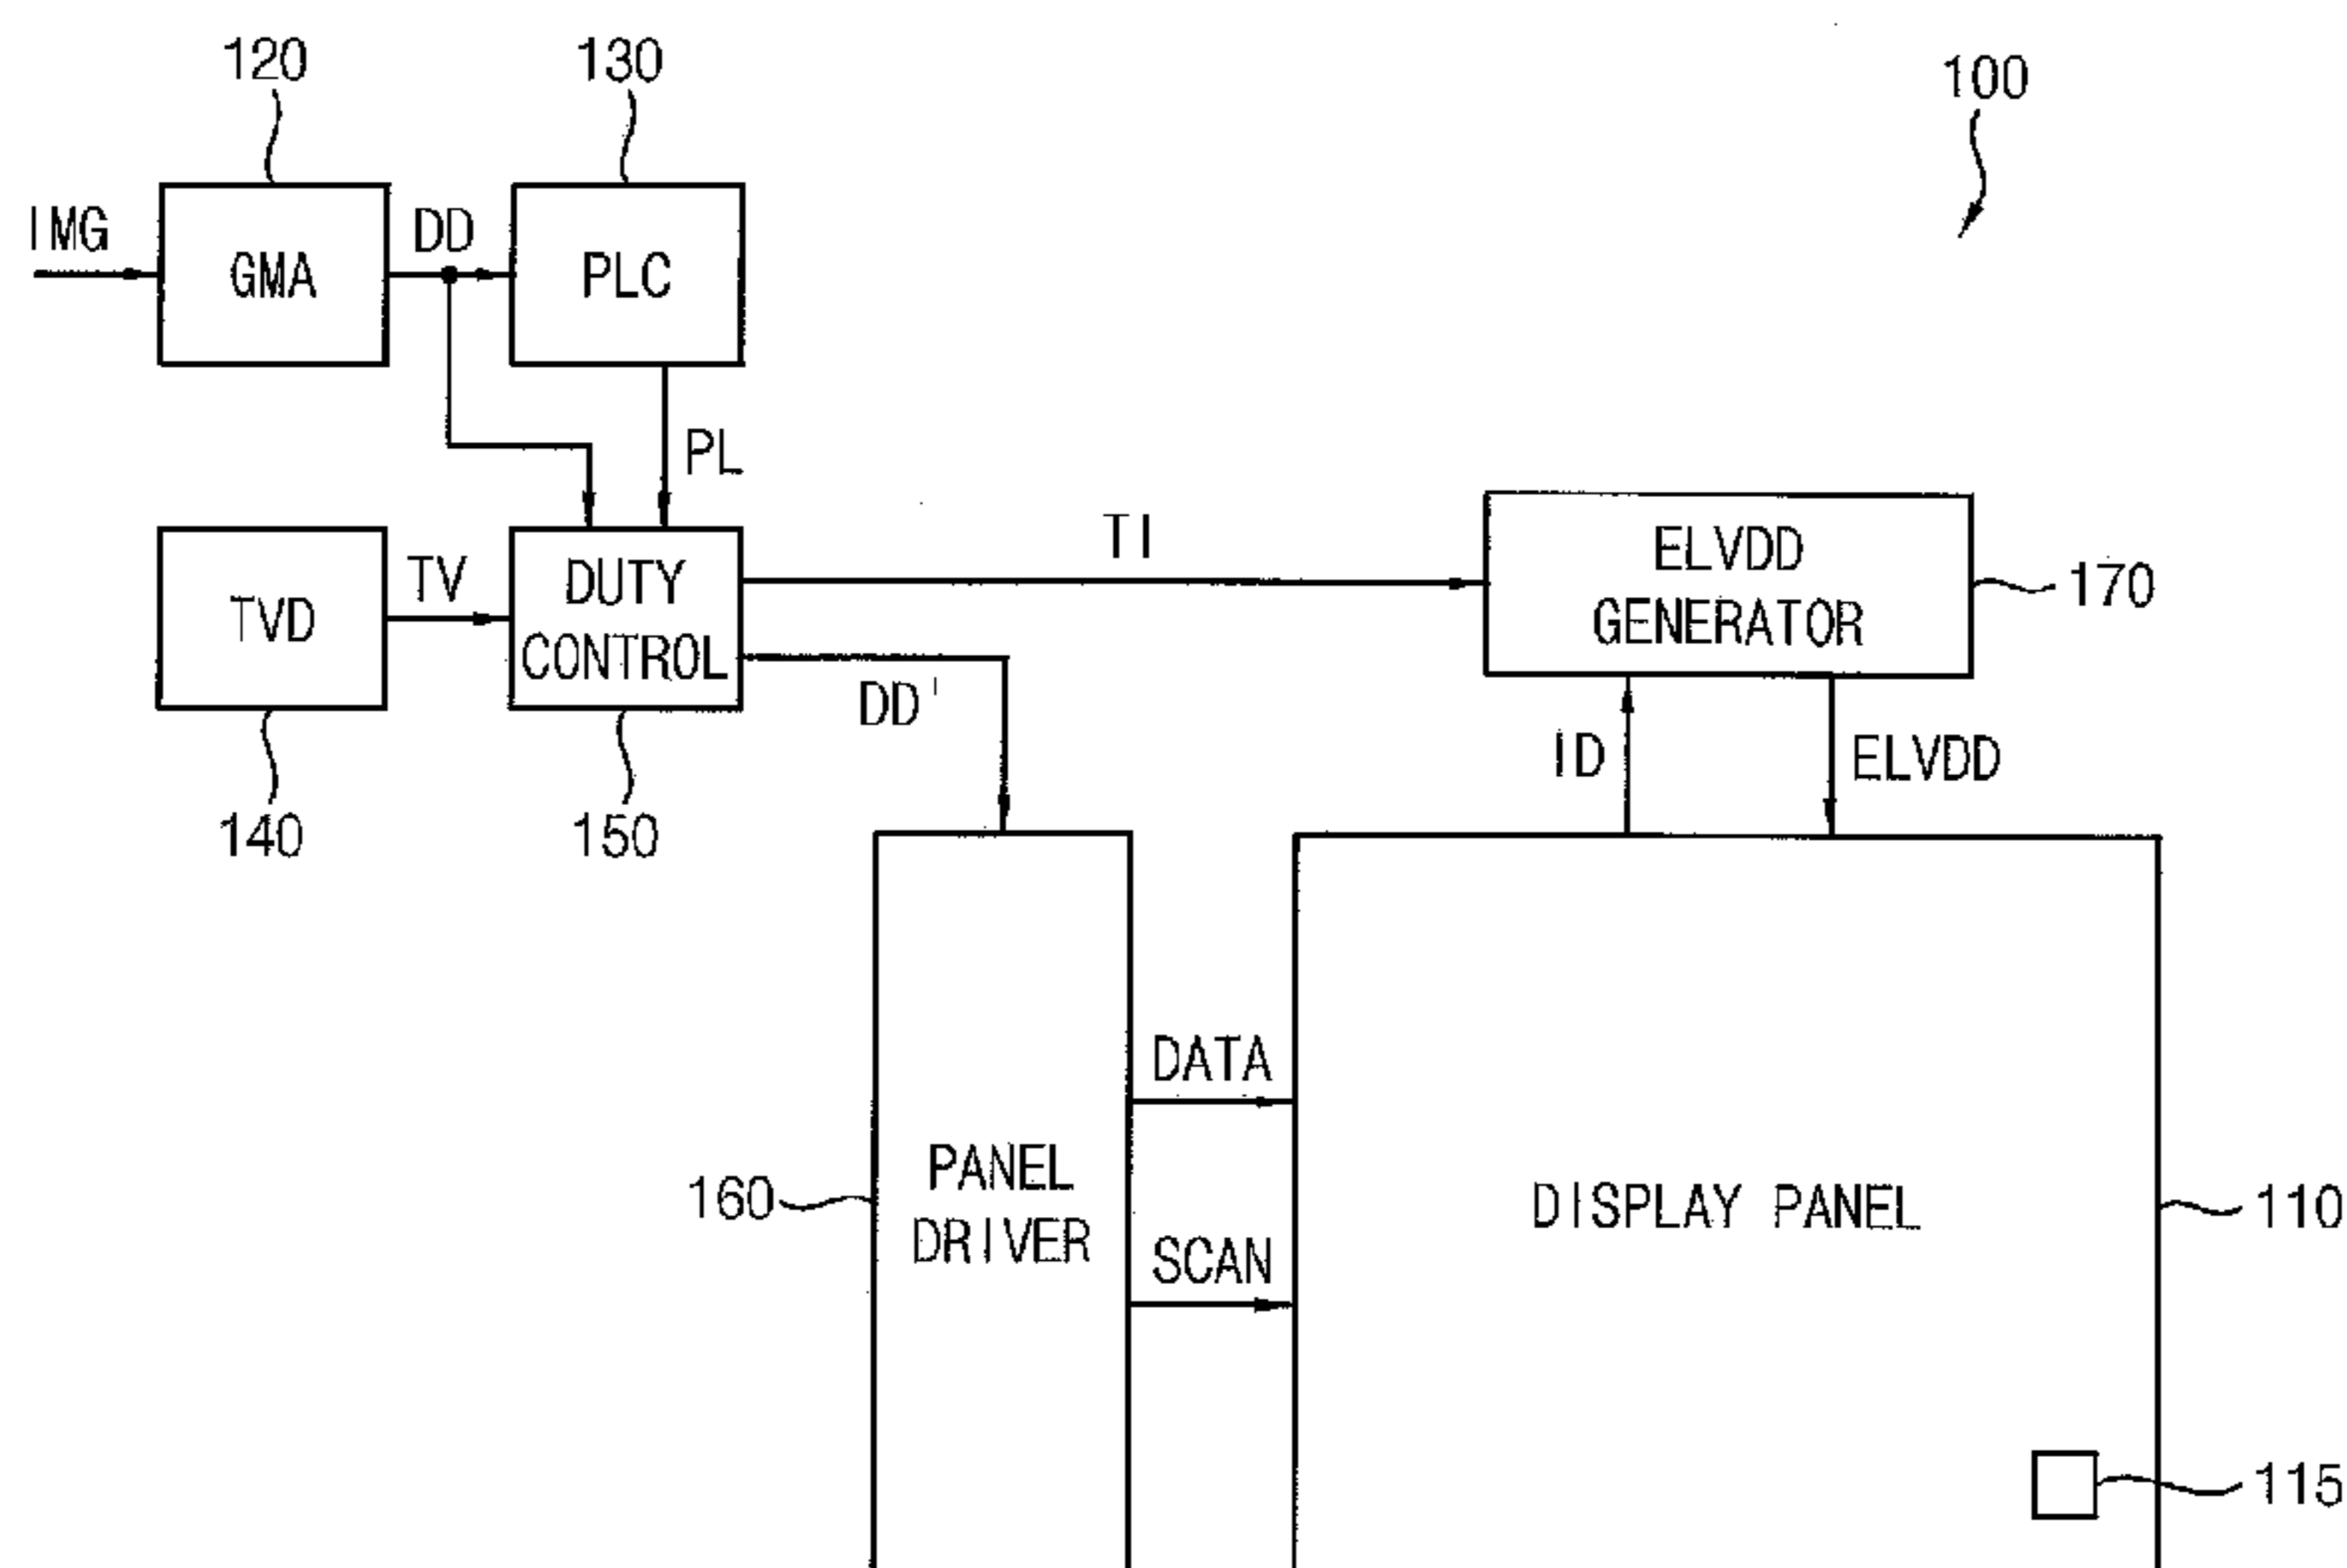 120
130
100
IMG
DD
GMA
PLC
PL
TI
ELVDD
GENERATOR
170
TVD
TV
DUTY
CONTROL
DD'
ID
ELVDD
140
150
DATA
PANEL
DRIVER
160
SCAN
DISPLAY PANEL
110
115